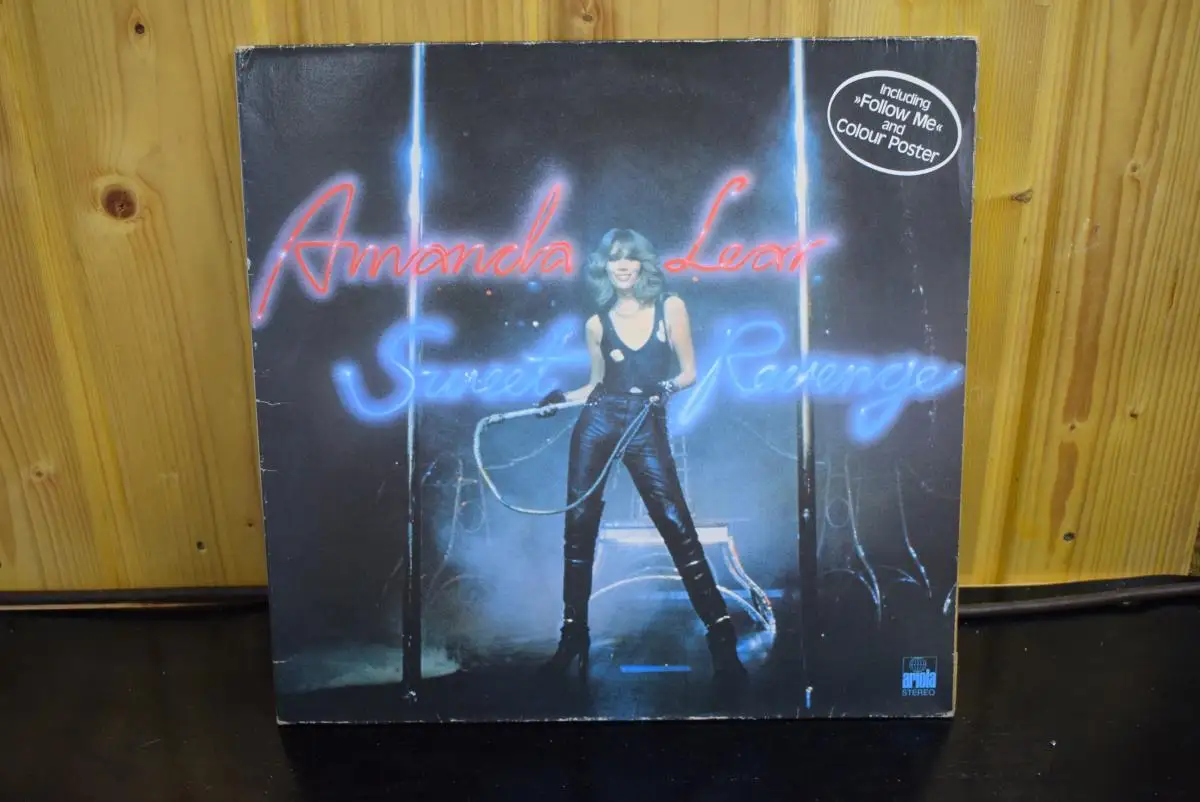 Including
»Follow Me«
and
Colour Poster
Amanda Lear
Sweet Revenge
ariola
STEREO